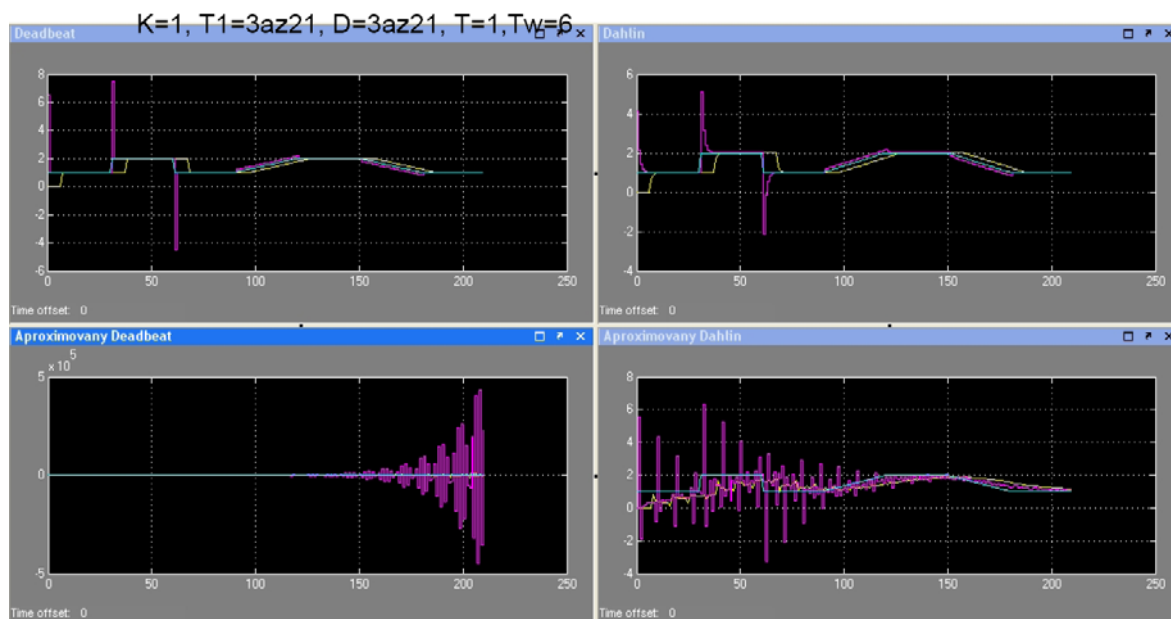 K=1, T1=3az21, D=3az21, T=1,Tw=6
Deadbeat
8
6
4
2
0
-2
-4
-6
0 50 100 150 200 250
Time offset: 0
Dahlin
6
4
2
0
-2
-4
0 50 100 150 200 250
Time offset: 0
Aproximovany Deadbeat
x 10^5
5
0
-5
0 50 100 150 200 250
Time offset: 0
Aproximovany Dahlin
8
6
4
2
0
-2
-4
0 50 100 150 200 250
Time offset: 0